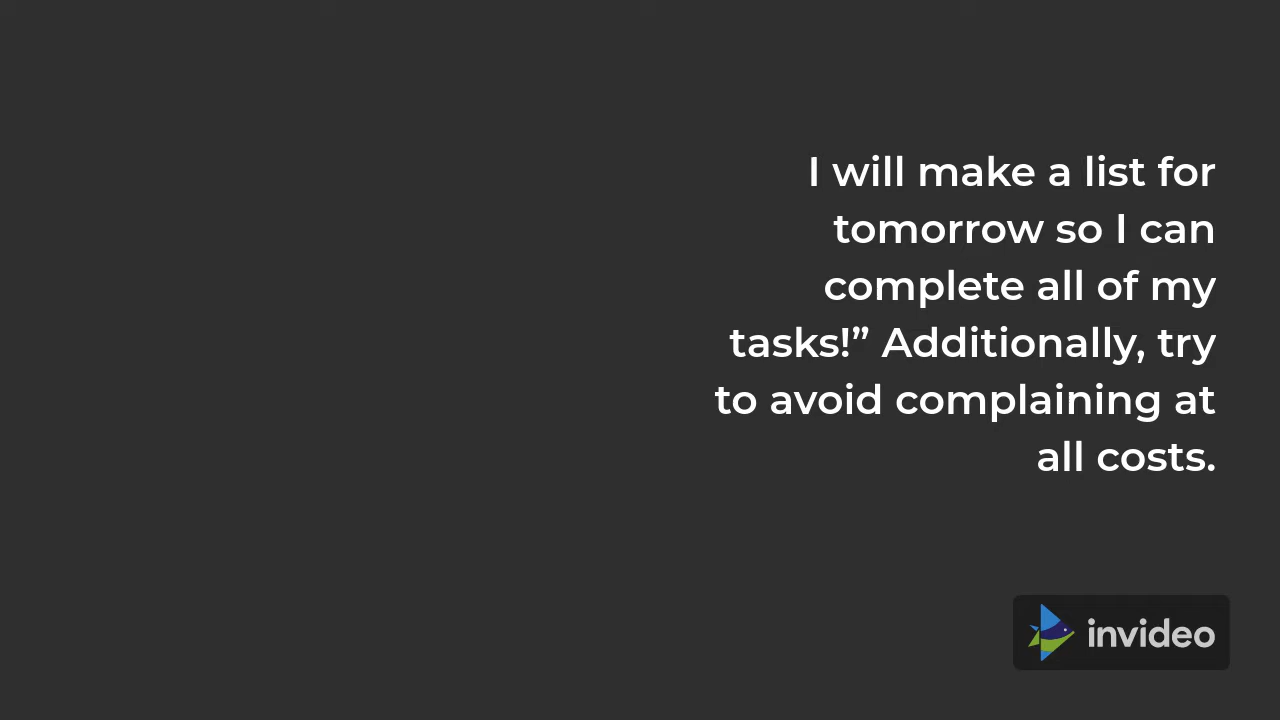 I will make a list for
tomorrow so I can
complete all of my
tasks!” Additionally, try
to avoid complaining at
all costs.
invideo